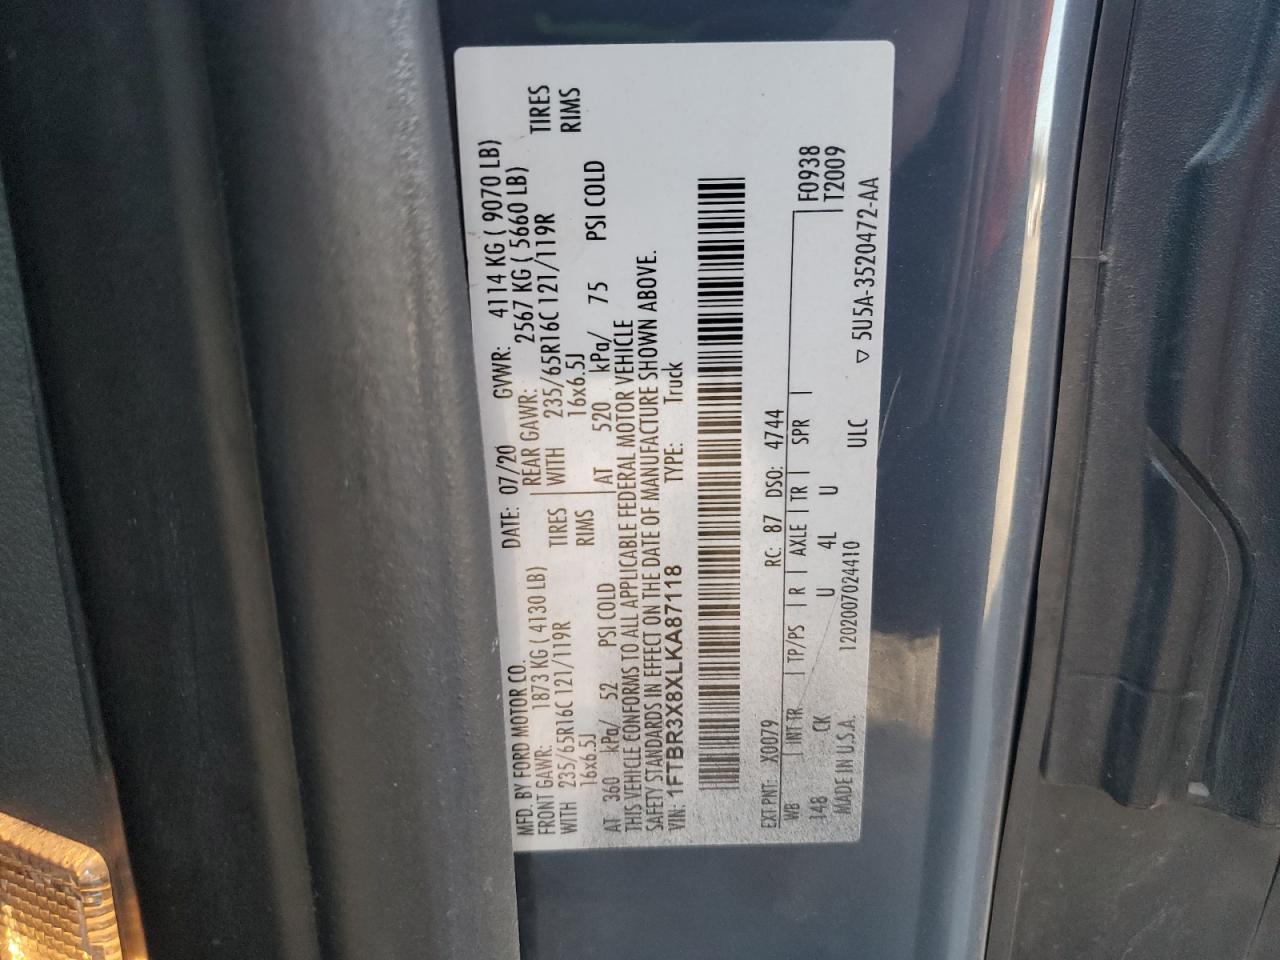 MFD. BY FORD MOTOR CO. DATE: 07/20 GVWR: 4114 KG ( 9070 LB)
FRONT GAWR: 1873 KG ( 4130 LB) REAR GAWR: 2567 KG ( 5660 LB)
WITH 235/65R16C 121/119R TIRES WITH 235/65R16C 121/119R TIRES
16x6.5J RIMS 16x6.5J RIMS
AT 360 kPa/ 52 PSI COLD AT 520 kPa/ 75 PSI COLD
THIS VEHICLE CONFORMS TO ALL APPLICABLE FEDERAL MOTOR VEHICLE
SAFETY STANDARDS IN EFFECT ON THE DATE OF MANUFACTURE SHOWN ABOVE.
VIN: 1FTBR3X8XLKA87118 TYPE: Truck
EXT PNT: X0079 RC: 87 DSO: 4744 F0938
WB | INT TR | TP/PS | R | AXLE | TR | SPR | T2009
148 CK U 4L U
MADE IN U.S.A. 1202007024410 ULC ▽ 5U5A-3520472-AA